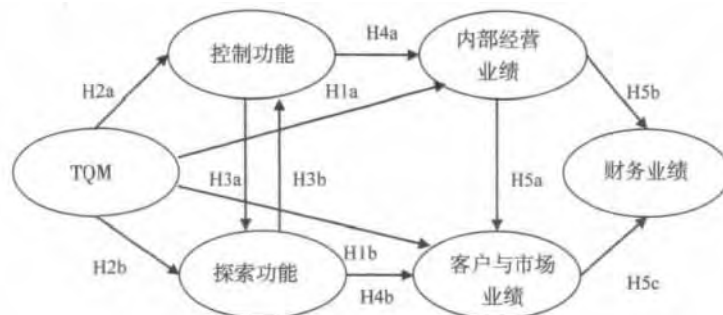 控制功能
H4a
内部经营
业绩
H2a
H1a
H5b
TQM
H3a
H3b
H5a
财务业绩
H2b
探索功能
H1b
H4b
客户与市场
业绩
H5c